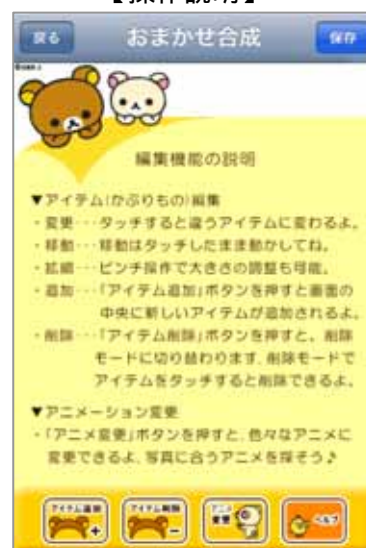 戻る おまかせ合成 保存
編集機能の説明
▼アイテム(かぶりもの)編集
・変更・・・タッチすると違うアイテムに変わるよ。
・移動・・・移動はタッチしたまま動かしてね。
・拡縮・・・ピンチ操作で大きさの調整も可能。
・追加・・・「アイテム追加」ボタンを押すと画面の
中央に新しいアイテムが追加されるよ。
・削除・・・「アイテム削除」ボタンを押すと、削除
モードに切り替わります。削除モードで
アイテムをタッチすると削除できるよ。
▼アニメーション変更
・「アニメ変更」ボタンを押すと、色々なアニメに
変更できるよ。写真に合うアニメを探そう♪
アイテム追加 アイテム削除 アニメ変更 ヘルプ